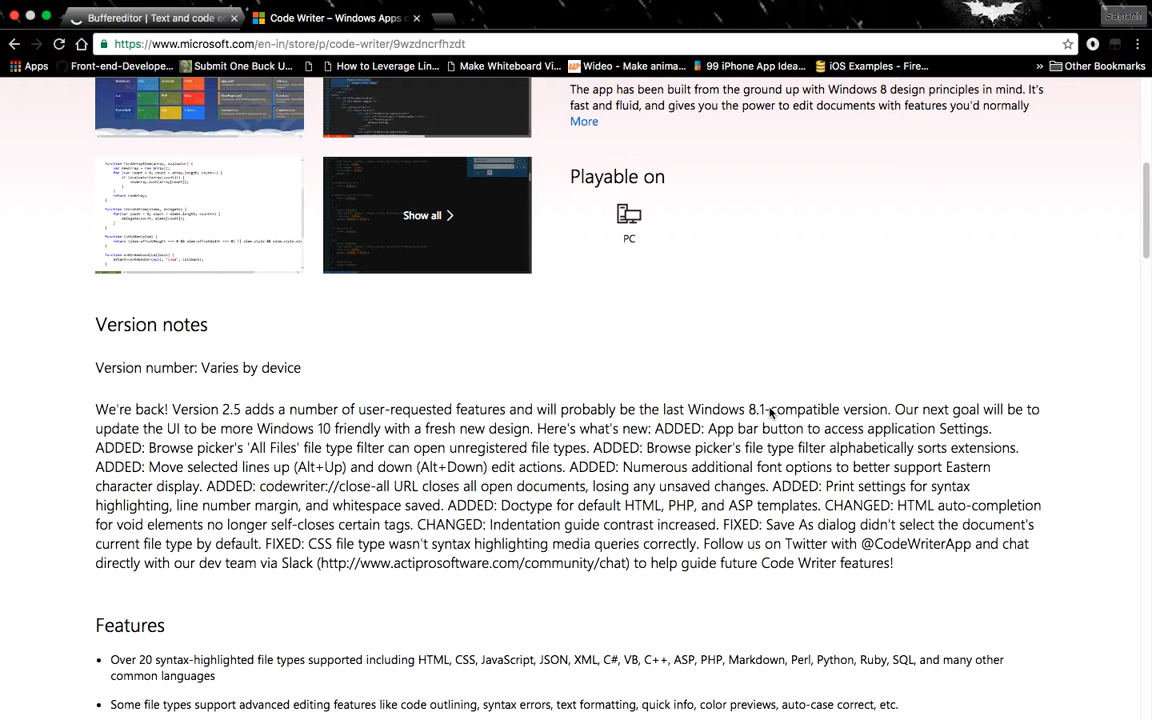 Buffereditor | Text and code e
Code Writer – Windows Apps
Samarth
https://www.microsoft.com/en-in/store/p/code-writer/9wzdncrfhzdt
Apps
Front-end-Develope...
Submit One Buck U...
How to Leverage Lin...
Make Whiteboard Vi...
Wideo - Make anima...
99 iPhone App Idea...
iOS Examples - Fire...
»
Other Bookmarks
The app has been built from the ground up with Windows 8 design principles in mind. It's
fast and fluid, and gives you the power to edit documents with features you'd normally
More
Playable on
Show all
PC
Version notes
Version number: Varies by device
We're back! Version 2.5 adds a number of user-requested features and will probably be the last Windows 8.1-compatible version. Our next goal will be to
update the UI to be more Windows 10 friendly with a fresh new design. Here's what's new: ADDED: App bar button to access application Settings.
ADDED: Browse picker's 'All Files' file type filter can open unregistered file types. ADDED: Browse picker's file type filter alphabetically sorts extensions.
ADDED: Move selected lines up (Alt+Up) and down (Alt+Down) edit actions. ADDED: Numerous additional font options to better support Eastern
character display. ADDED: codewriter://close-all URL closes all open documents, losing any unsaved changes. ADDED: Print settings for syntax
highlighting, line number margin, and whitespace saved. ADDED: Doctype for default HTML, PHP, and ASP templates. CHANGED: HTML auto-completion
for void elements no longer self-closes certain tags. CHANGED: Indentation guide contrast increased. FIXED: Save As dialog didn't select the document's
current file type by default. FIXED: CSS file type wasn't syntax highlighting media queries correctly. Follow us on Twitter with @CodeWriterApp and chat
directly with our dev team via Slack (http://www.actiprosoftware.com/community/chat) to help guide future Code Writer features!
Features
• Over 20 syntax-highlighted file types supported including HTML, CSS, JavaScript, JSON, XML, C#, VB, C++, ASP, PHP, Markdown, Perl, Python, Ruby, SQL, and many other
common languages
• Some file types support advanced editing features like code outlining, syntax errors, text formatting, quick info, color previews, auto-case correct, etc.